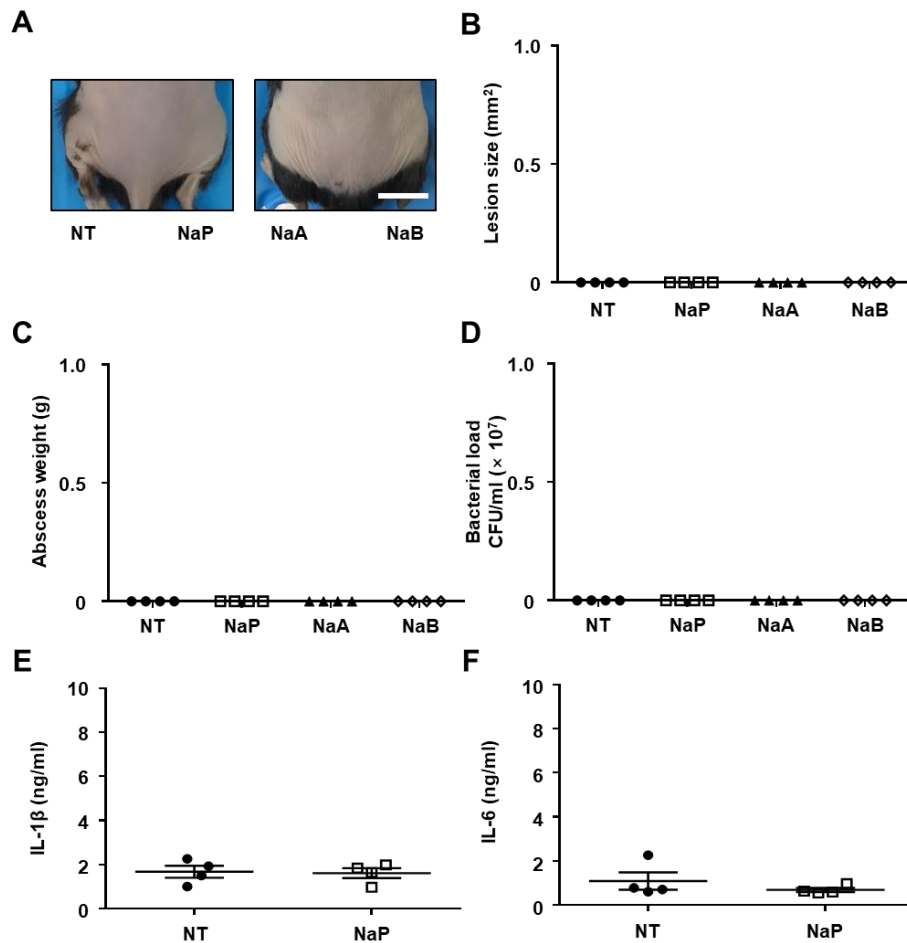 A
NT NaP NaA NaB
B
Lesion size (mm²)
1.0
0.5
0
NT NaP NaA NaB
C
Abscess weight (g)
1.0
0.5
0
NT NaP NaA NaB
D
Bacterial load
CFU/ml (× 10⁷)
1.0
0.5
0
NT NaP NaA NaB
E
IL-1β (ng/ml)
10
8
6
4
2
0
NT NaP
F
IL-6 (ng/ml)
10
8
6
4
2
0
NT NaP